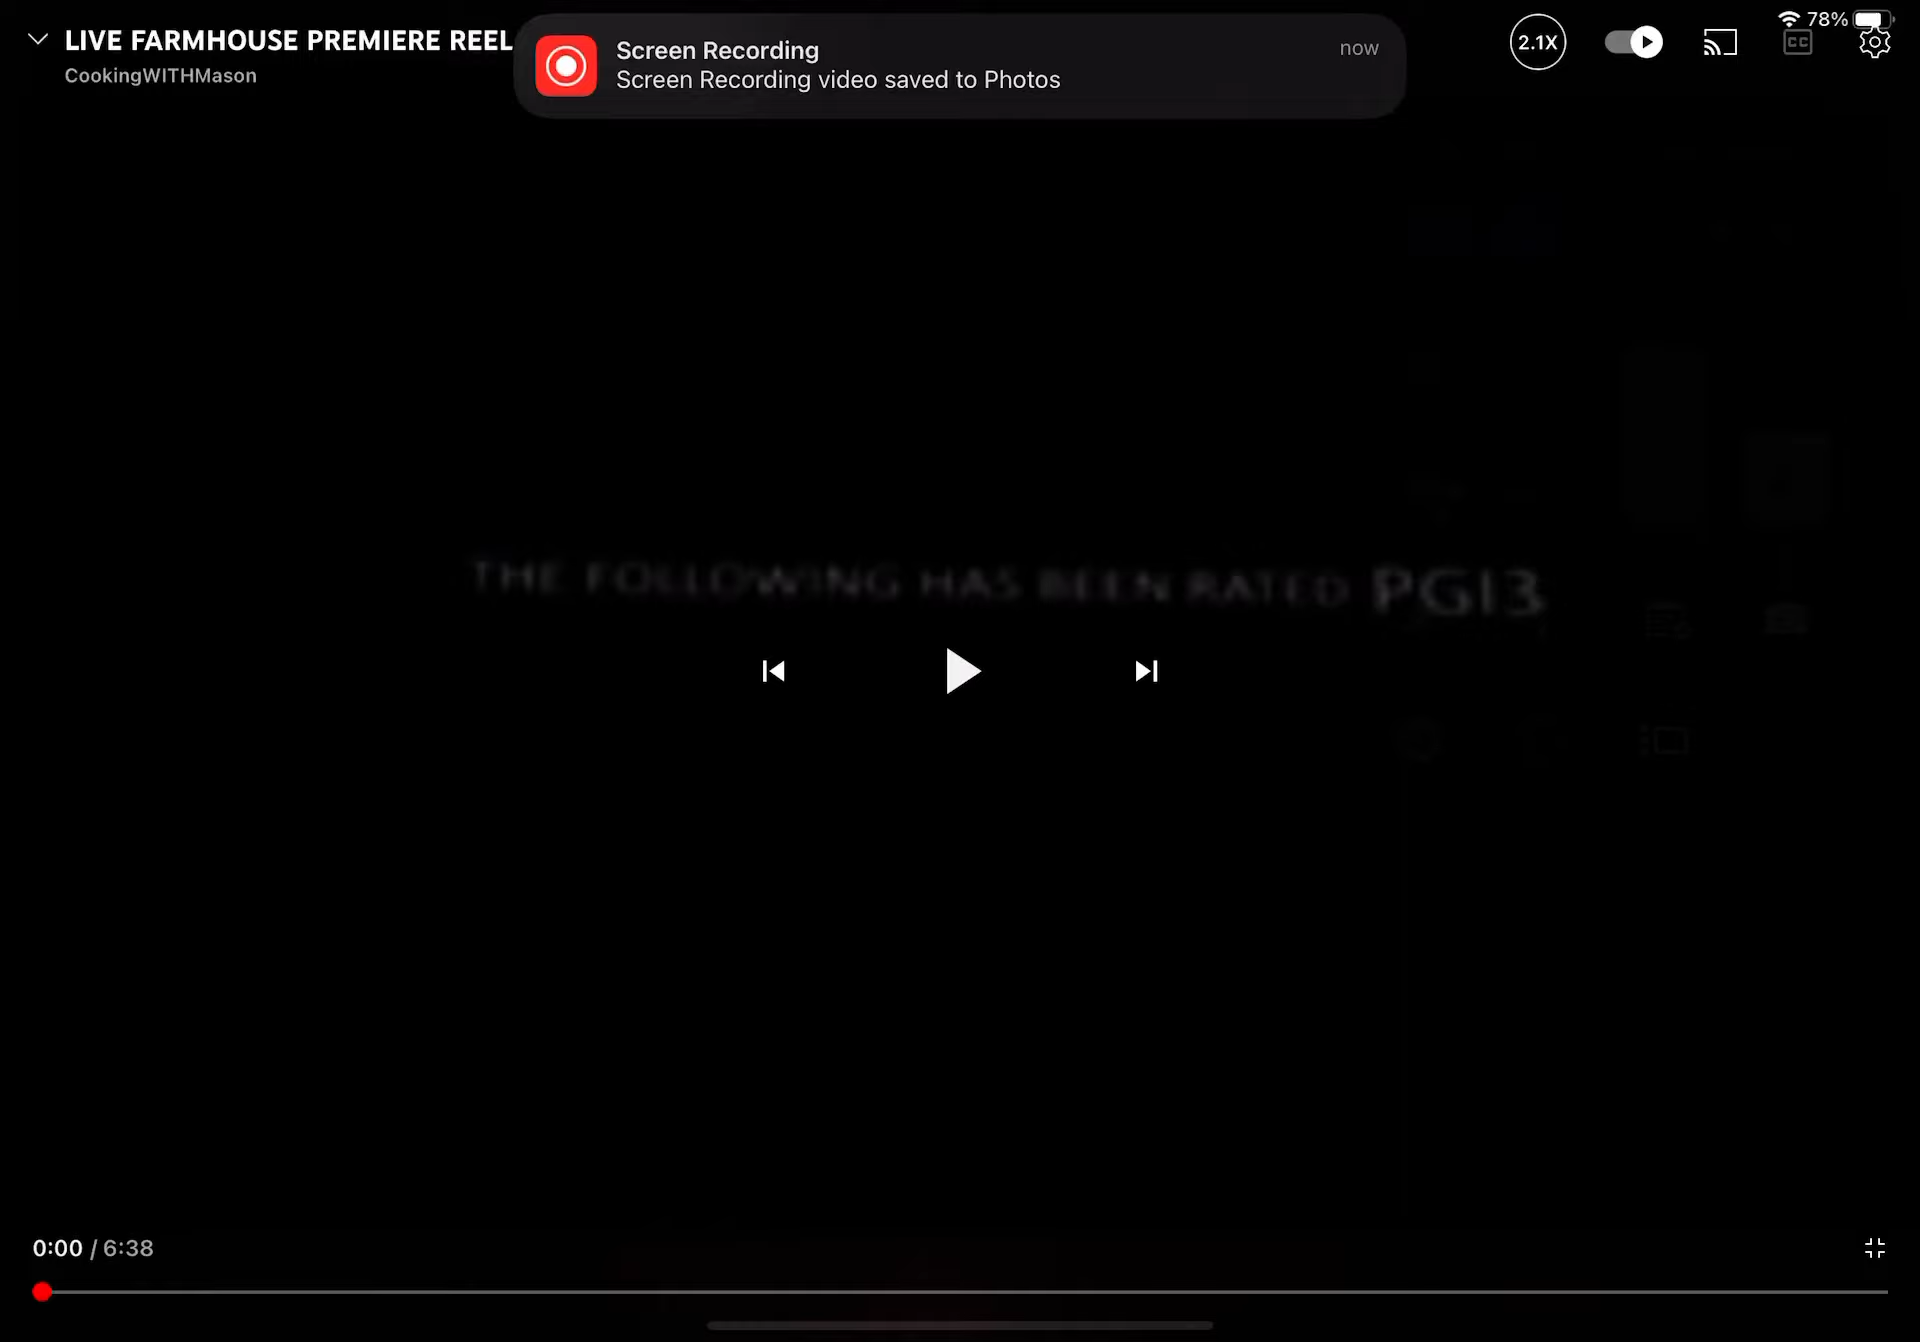 LIVE FARMHOUSE PREMIERE REEL
CookingWITHMason
Screen Recording
now
Screen Recording video saved to Photos
2.1X
78%
CC
THE FOLLOWING HAS BEEN RATED PG13
0:00 / 6:38